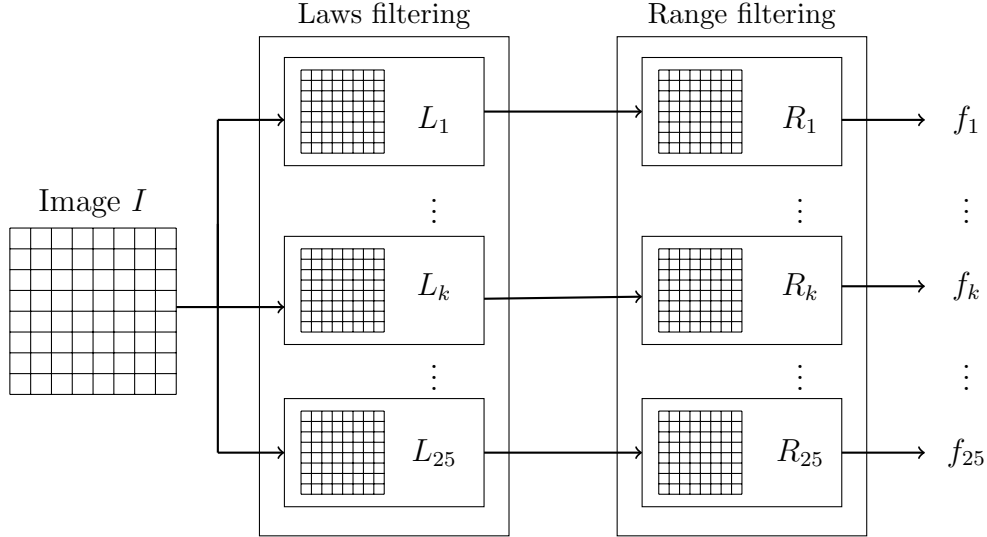 Laws filtering Range filtering
L₁ R₁ f₁
⋮ ⋮ ⋮
Image I
Lₖ Rₖ fₖ
⋮ ⋮ ⋮
L₂₅ R₂₅ f₂₅